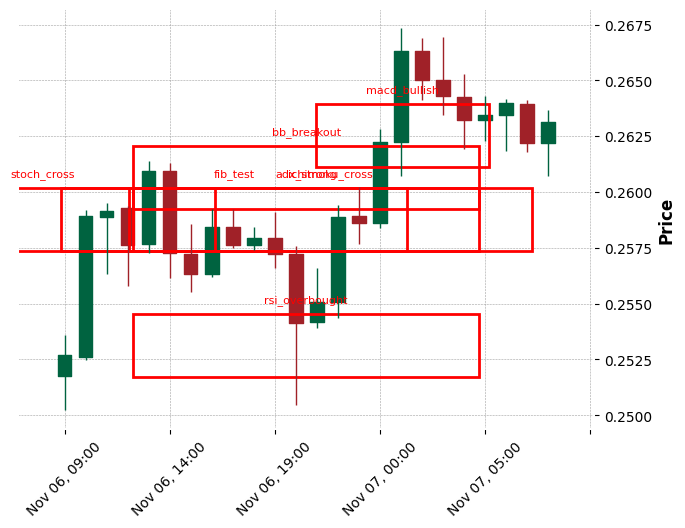 0.2675
0.2650
macd_bullish
bb_breakout
0.2625
stoch_cross
fib_test
0.2600
Price
0.2575
rsi_overbought
0.2550
0.2525
0.2500
Nov 06, 09:00
Nov 06, 14:00
Nov 06, 19:00
Nov 07, 00:00
Nov 07, 05:00